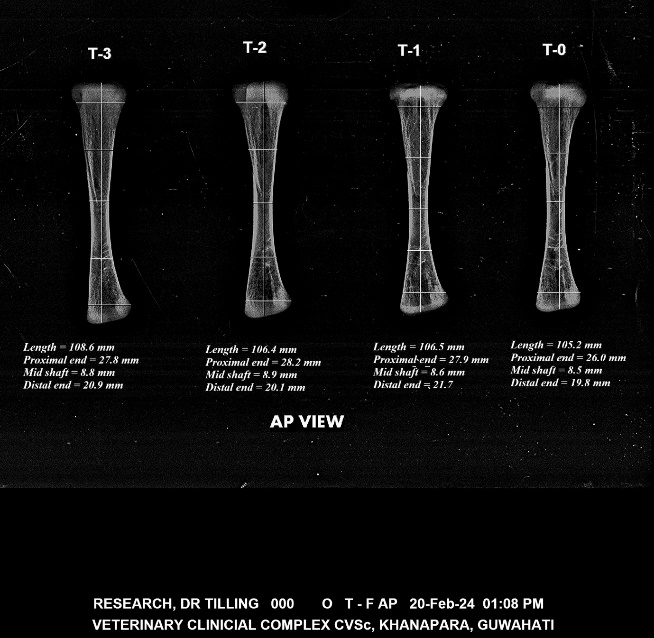 T-3
T-2
T-1
T-0
Length = 108.6 mm
Proximal end = 27.8 mm
Mid shaft = 8.8 mm
Distal end = 20.9 mm
Length = 106.4 mm
Proximal end = 28.2 mm
Mid shaft = 8.9 mm
Distal end = 20.1 mm
Length = 106.5 mm
Proximal end = 27.9 mm
Mid shaft = 8.6 mm
Distal end = 21.7
Length = 105.2 mm
Proximal end = 26.0 mm
Mid shaft = 8.5 mm
Distal end = 19.8 mm
AP VIEW
RESEARCH, DR TILLING 000 O T - F AP 20-Feb-24 01:08 PM
VETERINARY CLINICIAL COMPLEX CVSc, KHANAPARA, GUWAHATI